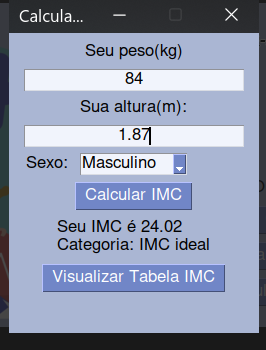 Calcula...
Seu peso(kg)
84
Sua altura(m):
1.87
Sexo: Masculino
Calcular IMC
Seu IMC é 24.02
Categoria: IMC ideal
Visualizar Tabela IMC